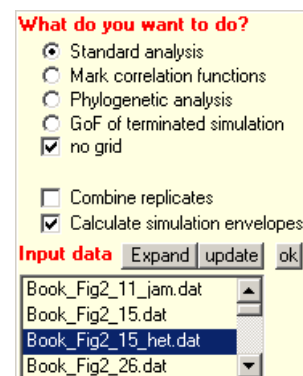 What do you want to do?
Standard analysis
Mark correlation functions
Phylogenetic analysis
GoF of terminated simulation
no grid
Combine replicates
Calculate simulation envelopes
Input data Expand update ok
Book_Fig2_11_jam.dat
Book_Fig2_15.dat
Book_Fig2_15_het.dat
Book_Fig2_26.dat